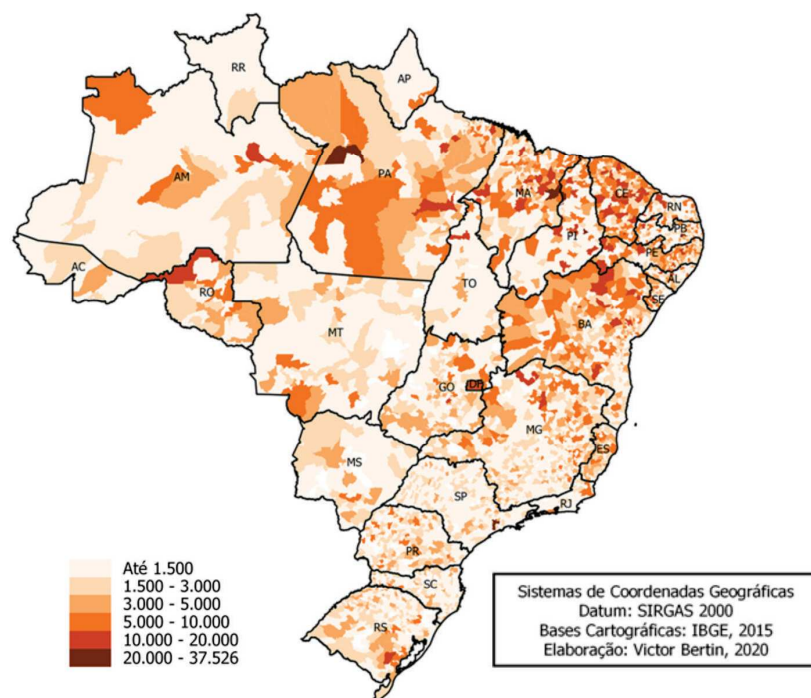 RR
AP
AM
PA
MA
CE
RN
PB
PI
PE
AL
SE
AC
RO
TO
BA
MT
GO
DF
MG
ES
MS
SP
RJ
PR
SC
RS
Até 1.500
1.500 - 3.000
3.000 - 5.000
5.000 - 10.000
10.000 - 20.000
20.000 - 37.526
Sistemas de Coordenadas Geográficas
Datum: SIRGAS 2000
Bases Cartográficas: IBGE, 2015
Elaboração: Victor Bertin, 2020